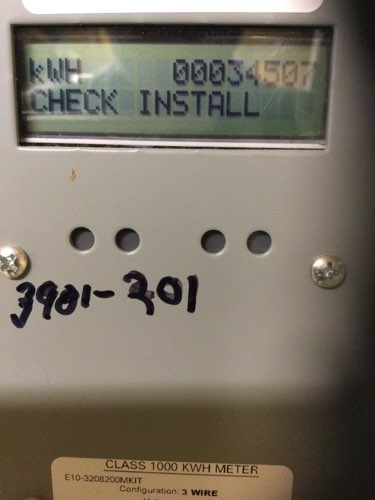 kWH 00034507
CHECK INSTALL
3901-201
CLASS 1000 KWH METER
E10-3208200MKIT
Configuration: 3 WIRE